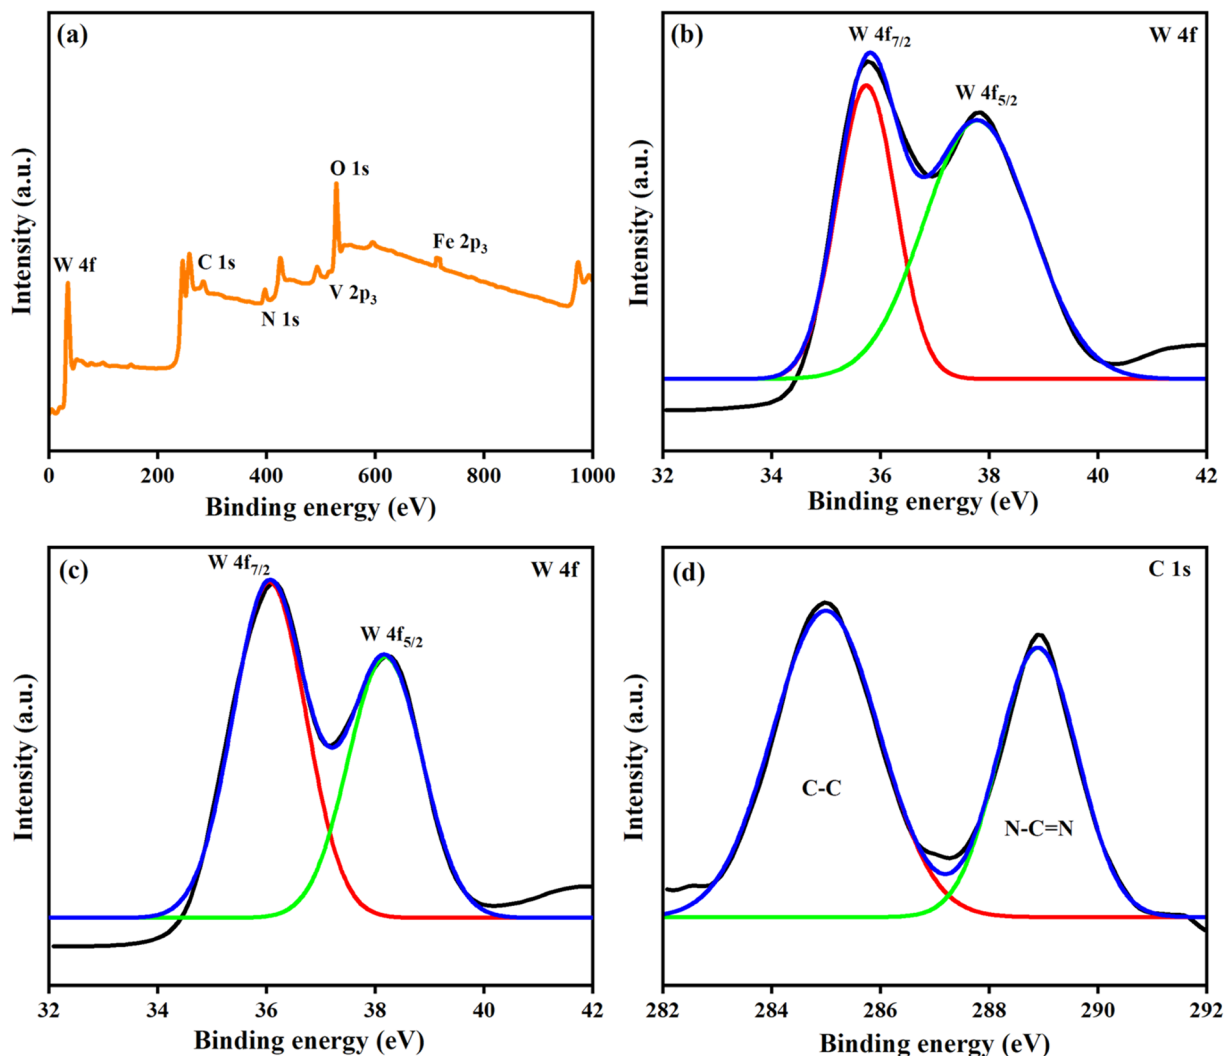 (a)
O 1s
W 4f
C 1s
Fe 2p3
V 2p3
N 1s
Intensity (a.u.)
0 200 400 600 800 1000
Binding energy (eV)
(b)
W 4f7/2
W 4f
W 4f5/2
Intensity (a.u.)
32 34 36 38 40 42
Binding energy (eV)
(c)
W 4f7/2
W 4f
W 4f5/2
Intensity (a.u.)
32 34 36 38 40 42
Binding energy (eV)
(d)
C 1s
C-C
N-C=N
Intensity (a.u.)
282 284 286 288 290 292
Binding energy (eV)